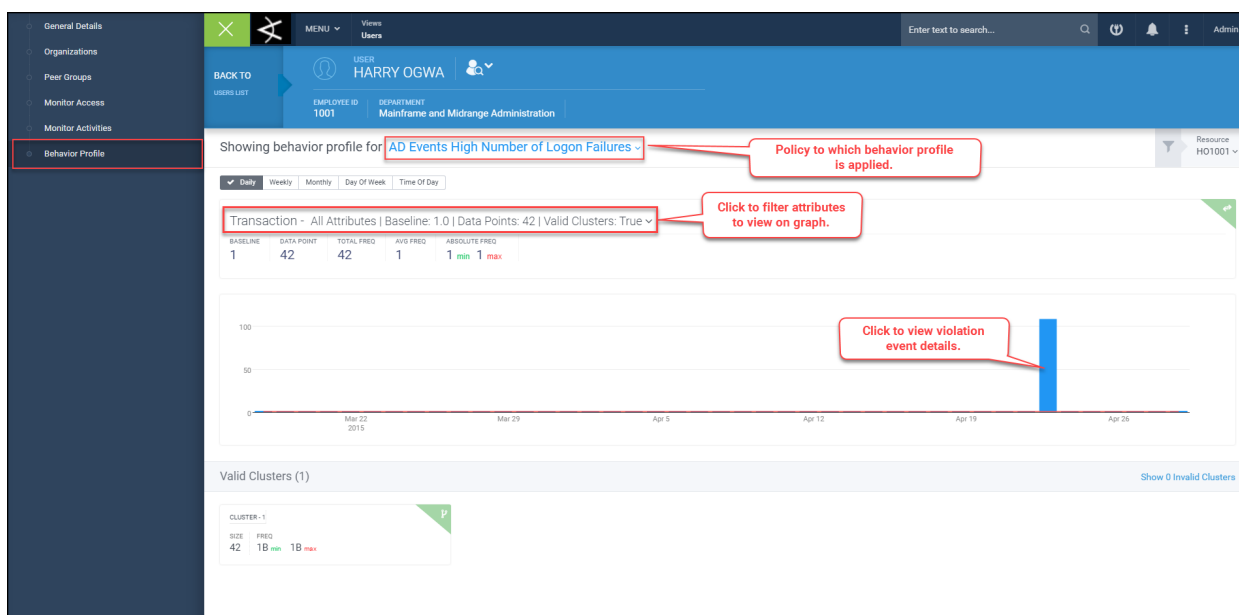 General Details
Organizations
Peer Groups
Monitor Access
Monitor Activities
Behavior Profile
MENU
Views
Users
Enter text to search...
Admin
BACK TO
USERS LIST
USER
HARRY OGWA
EMPLOYEE ID
1001
DEPARTMENT
Mainframe and Midrange Administration
Showing behavior profile for AD Events High Number of Logon Failures
Policy to which behavior profile
is applied.
Resource
HO1001
Daily Weekly Monthly Day Of Week Time Of Day
Transaction - All Attributes | Baseline: 1.0 | Data Points: 42 | Valid Clusters: True
Click to filter attributes
to view on graph.
BASELINE DATA POINT TOTAL FREQ AVG FREQ ABSOLUTE FREQ
1 42 42 1 1 min 1 max
100
50
0
Click to view violation
event details.
Mar 22 Mar 29 Apr 5 Apr 12 Apr 19 Apr 26
2015
Valid Clusters (1)
Show 0 Invalid Clusters
CLUSTER - 1
SIZE FREQ
42 1B min 1B max